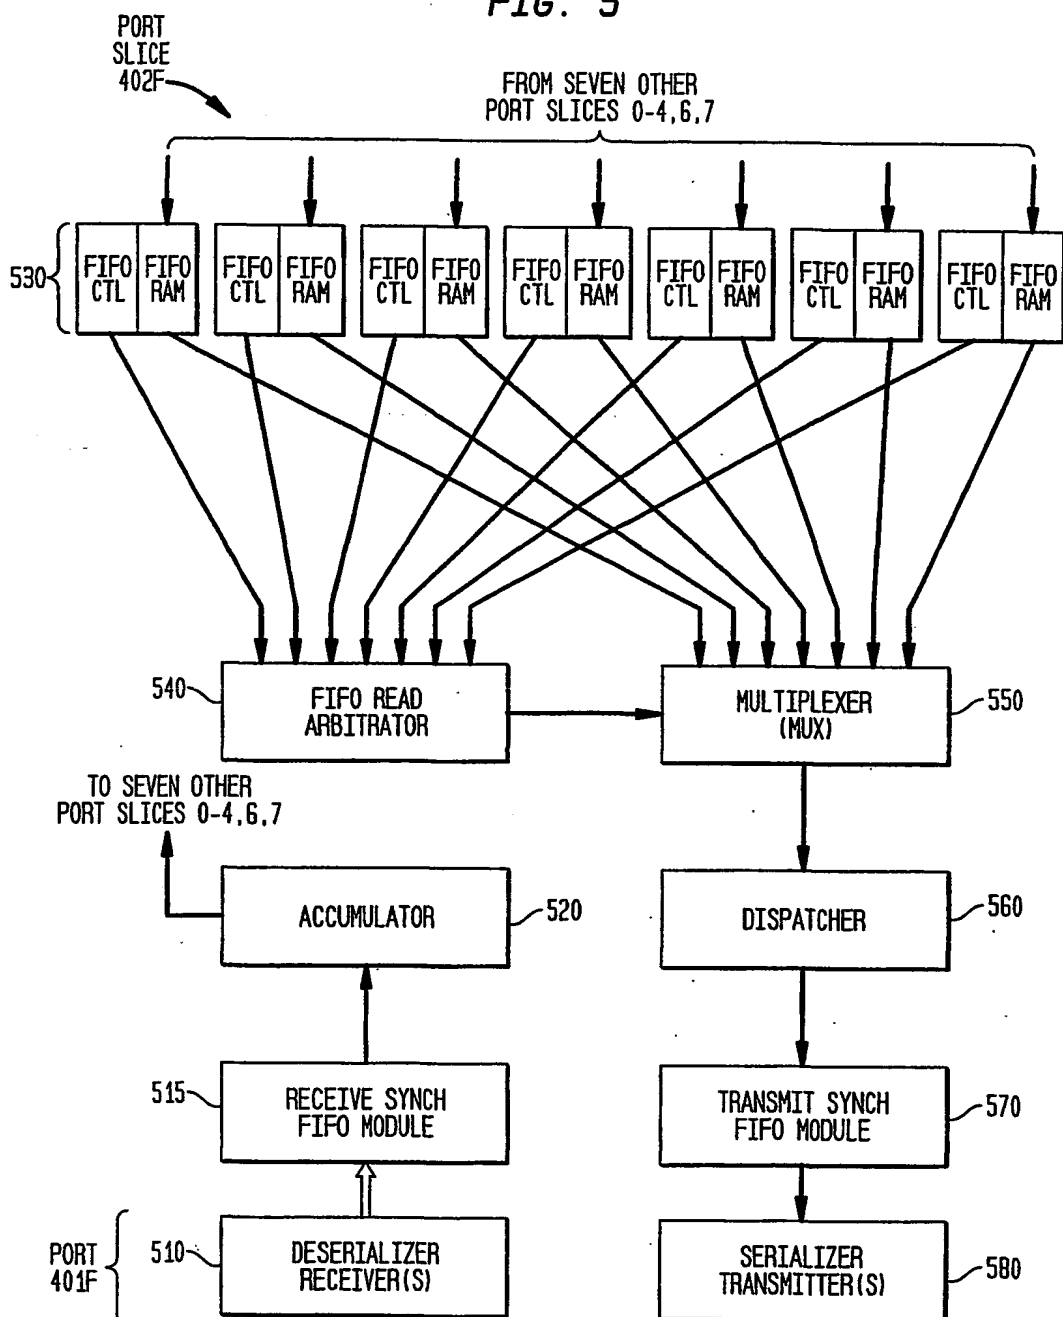 FIG. 5
PORT
SLICE
402F
FROM SEVEN OTHER
PORT SLICES 0-4,6,7
530
FIFO CTL
FIFO RAM
FIFO CTL
FIFO RAM
FIFO CTL
FIFO RAM
FIFO CTL
FIFO RAM
FIFO CTL
FIFO RAM
FIFO CTL
FIFO RAM
FIFO CTL
FIFO RAM
540
FIFO READ
ARBITRATOR
MULTIPLEXER
(MUX)
550
TO SEVEN OTHER
PORT SLICES 0-4,6,7
ACCUMULATOR
520
DISPATCHER
560
515
RECEIVE SYNCH
FIFO MODULE
TRANSMIT SYNCH
FIFO MODULE
570
PORT
401F
510
DESERIALIZER
RECEIVER(S)
SERIALIZER
TRANSMITTER(S)
580